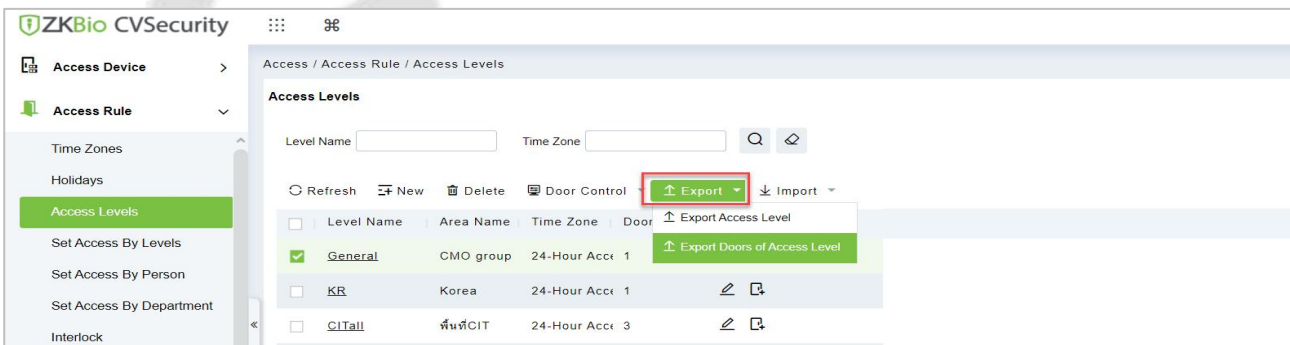 ZKBio CVSecurity
Access Device
Access / Access Rule / Access Levels
Access Rule
Access Levels
Level Name
Time Zone
Time Zones
Holidays
Refresh New Delete Door Control Export Import
Access Levels
Level Name Area Name Time Zone Door
Export Access Level
Export Doors of Access Level
Set Access By Levels
General CMO group 24-Hour Acce 1
Set Access By Person
KR Korea 24-Hour Acce 1
Set Access By Department
CITall พื้นที่CIT 24-Hour Acce 3
Interlock